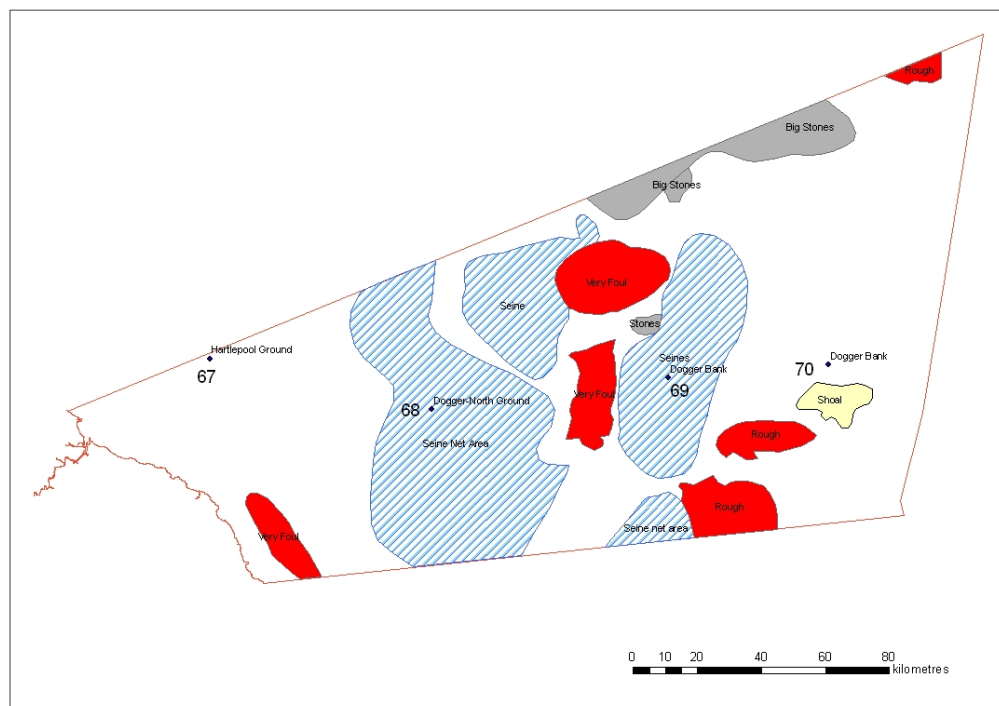 Rough
Big Stones
Big Stones
Very Foul
Seine
Stones
Hartlepool Ground
67
Seines
Dogger Bank
69
70
Dogger Bank
Very Foul
Shoal
68
Dogger-North Ground
Seine Net Area
Rough
Rough
Seine net area
Very Foul
0 10 20 40 60 80
kilometres